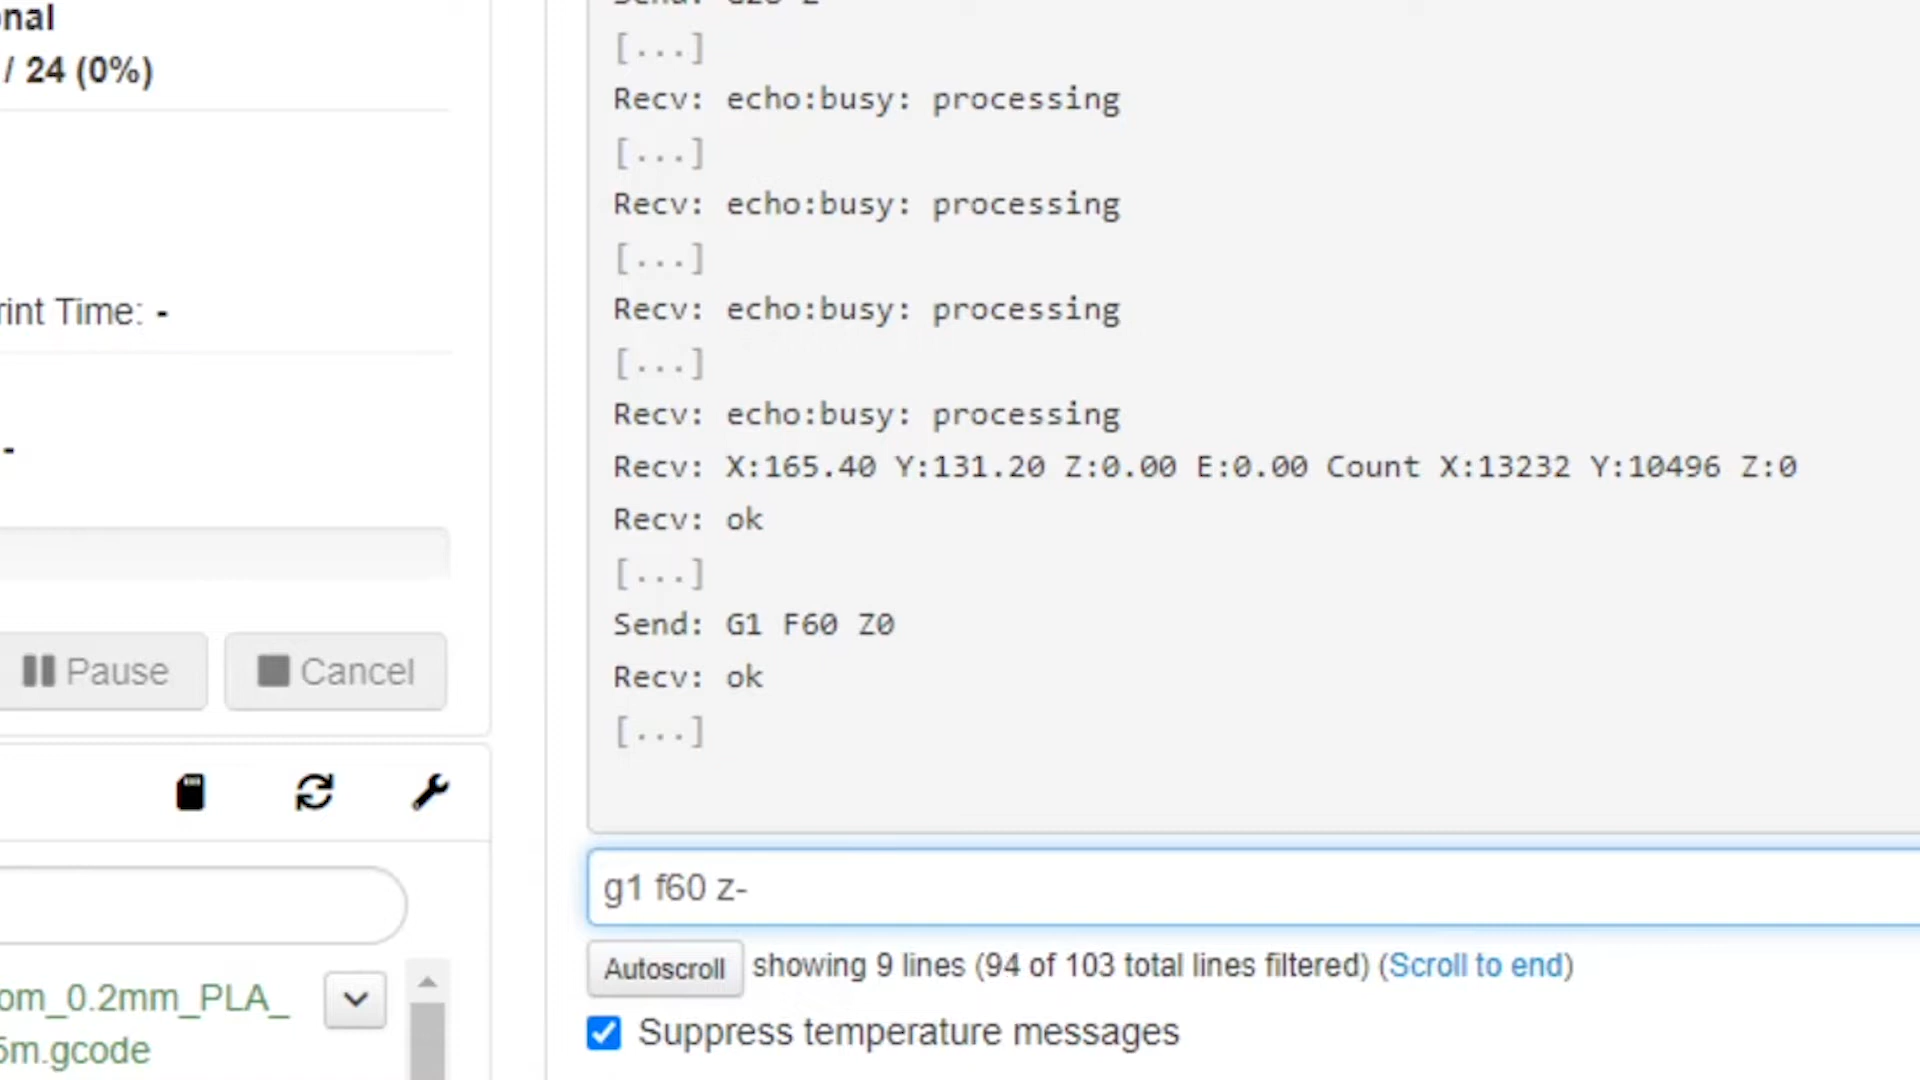 onal
/ 24 (0%)
rint Time: -
-
Pause
Cancel
om_0.2mm_PLA_
5m.gcode
Send: G28 Z
[...]
Recv: echo:busy: processing
[...]
Recv: echo:busy: processing
[...]
Recv: echo:busy: processing
[...]
Recv: echo:busy: processing
Recv: X:165.40 Y:131.20 Z:0.00 E:0.00 Count X:13232 Y:10496 Z:0
Recv: ok
[...]
Send: G1 F60 Z0
Recv: ok
[...]
g1 f60 z-
Autoscroll showing 9 lines (94 of 103 total lines filtered) (Scroll to end)
Suppress temperature messages